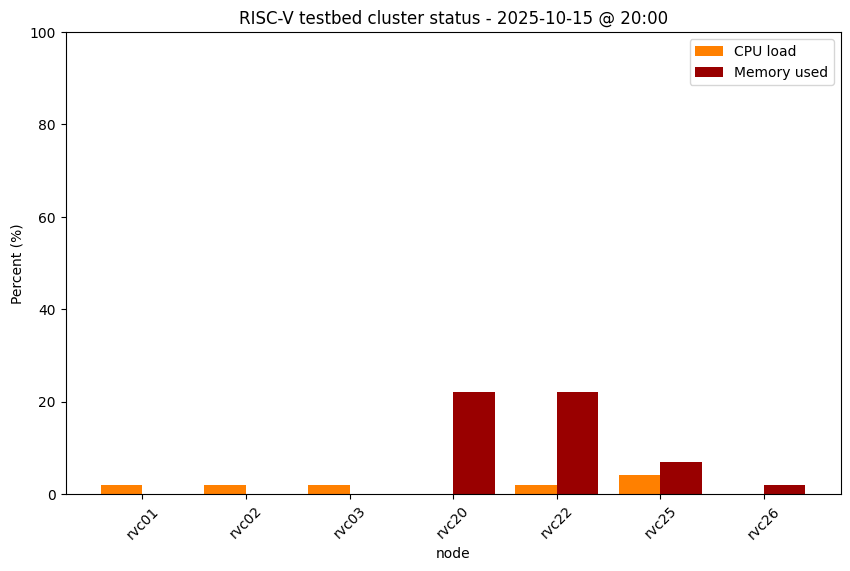 RISC-V testbed cluster status - 2025-10-15 @ 20:00
CPU load
Memory used
Percent (%)
100
80
60
40
20
0
rvc01
rvc02
rvc03
rvc20
rvc22
rvc25
rvc26
node